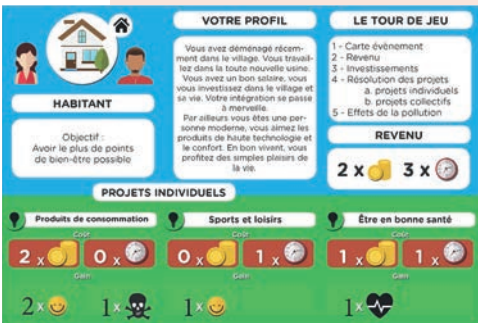 HABITANT
Objectif :
Avoir le plus de points
de bien-être possible
VOTRE PROFIL
Vous avez déménagé récem-
ment dans le village. Vous travail-
lez dans la toute nouvelle usine.
Vous avez un bon salaire, vous
vous investissez dans le village et
sa vie. Votre intégration se passe
à merveille.
Par ailleurs vous êtes une per-
sonne moderne, vous aimez les
produits de haute technologie et
le confort. En bon vivant, vous
profitez des simples plaisirs de
la vie.
LE TOUR DE JEU
1 - Carte évènement
2 - Revenu
3 - Investissements
4 - Résolution des projets
a. projets individuels
b. projets collectifs
5 - Effets de la pollution
REVENU
2 x 3 x
PROJETS INDIVIDUELS
Produits de consommation
Coût
2 x 0 x
Gain
2 x 1 x
Sports et loisirs
Coût
0 x 1 x
Gain
1 x
Être en bonne santé
Coût
1 x 1 x
Gain
1 x